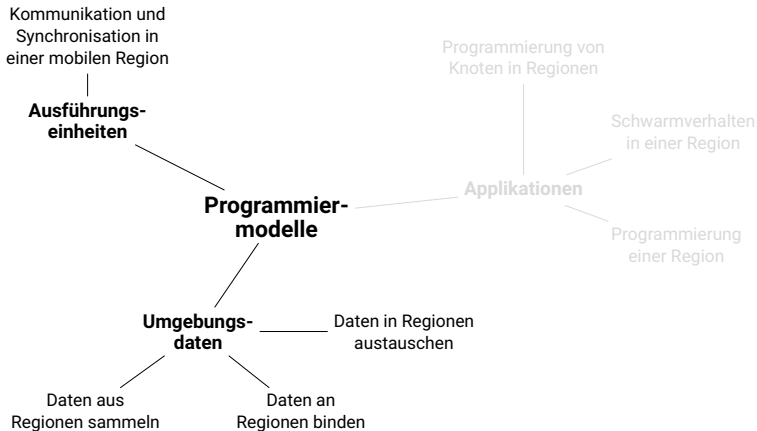 Kommunikation und
Synchronisation in
einer mobilen Region
Ausführungs-
einheiten
Programmierung von
Knoten in Regionen
Schwarmverhalten
in einer Region
Applikationen
Programmierung
einer Region
Programmier-
modelle
Umgebungs-
daten
Daten in Regionen
austauschen
Daten aus
Regionen sammeln
Daten an
Regionen binden